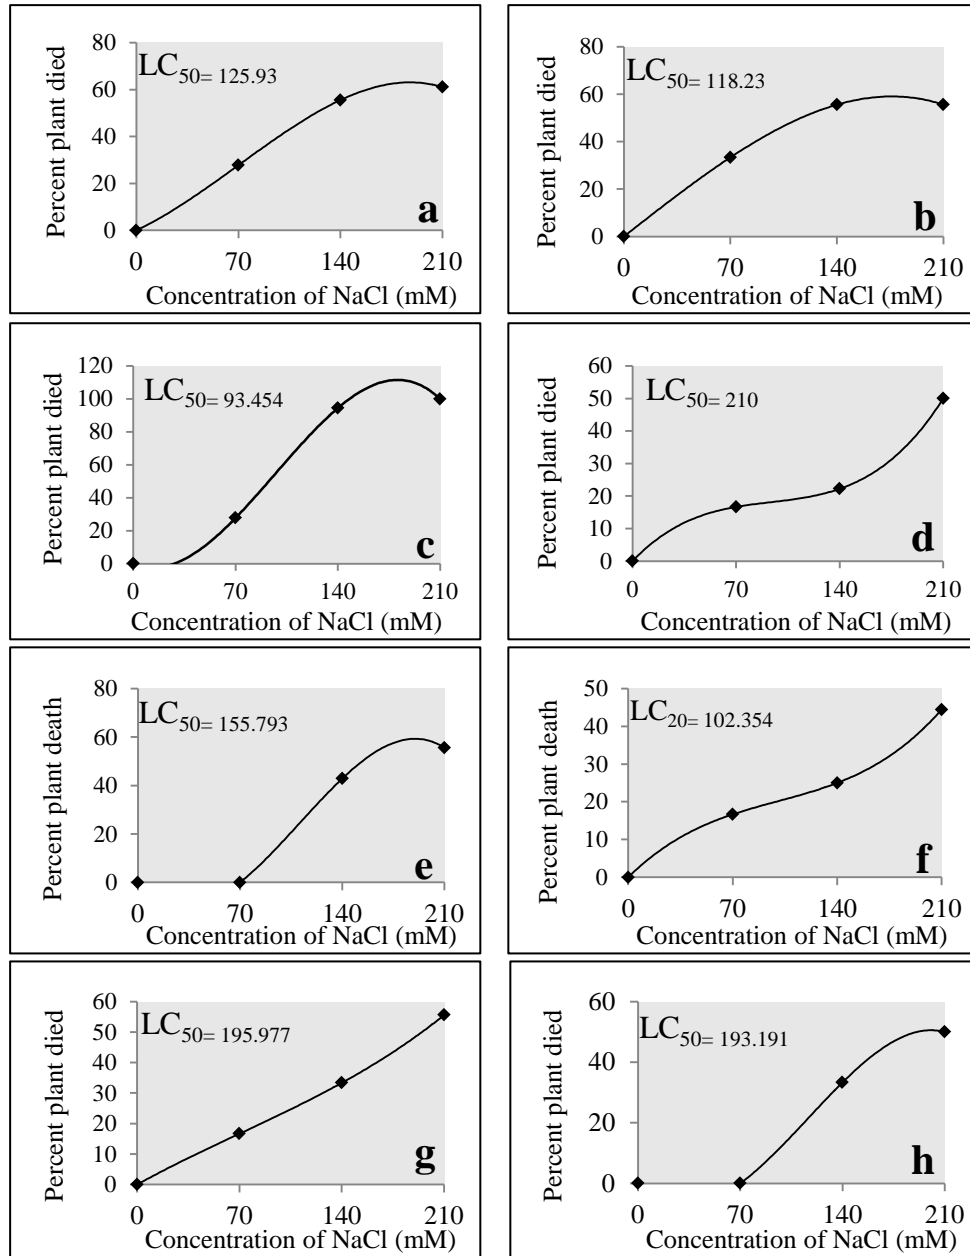 80
60
40
20
0
LC50= 125.93
a
0 70 140 210
Concentration of NaCl (mM)
Percent plant died
80
60
40
20
0
LC50= 118.23
b
0 70 140 210
Concentration of NaCl (mM)
Percent plant died
120
100
80
60
40
20
0
LC50= 93.454
c
0 70 140 210
Concentration of NaCl (mM)
Percent plant died
60
50
40
30
20
10
0
LC50= 210
d
0 70 140 210
Concentration of NaCl (mM)
Percent plant died
80
60
40
20
0
LC50= 155.793
e
0 70 140 210
Concentration of NaCl (mM)
Percent plant death
50
40
30
20
10
0
LC20= 102.354
f
0 70 140 210
Concentration of NaCl (mM)
Percent plant death
60
50
40
30
20
10
0
LC50= 195.977
g
0 70 140 210
Concentration of NaCl (mM)
Percent plant died
60
40
20
0
LC50= 193.191
h
0 70 140 210
Concentration of NaCl (mM)
Percent plant died